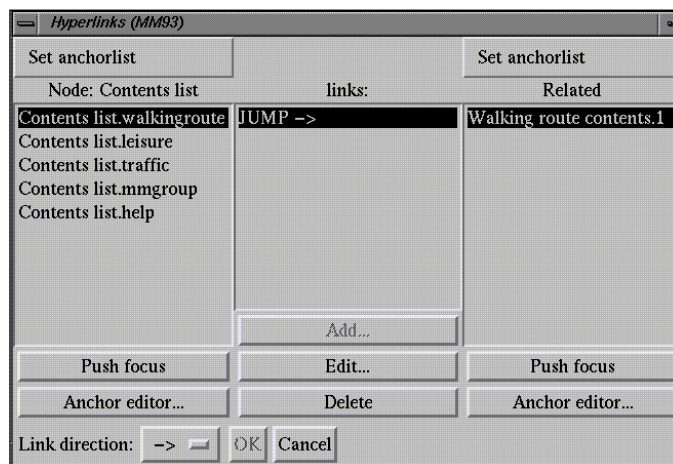 Hyperlinks (MM93)
Set anchorlist Set anchorlist
Node: Contents list links: Related
Contents list.walkingroute JUMP -> Walking route contents.1
Contents list.leisure
Contents list.traffic
Contents list.mmgroup
Contents list.help
Add...
Push focus Edit... Push focus
Anchor editor... Delete Anchor editor...
Link direction: -> OK Cancel